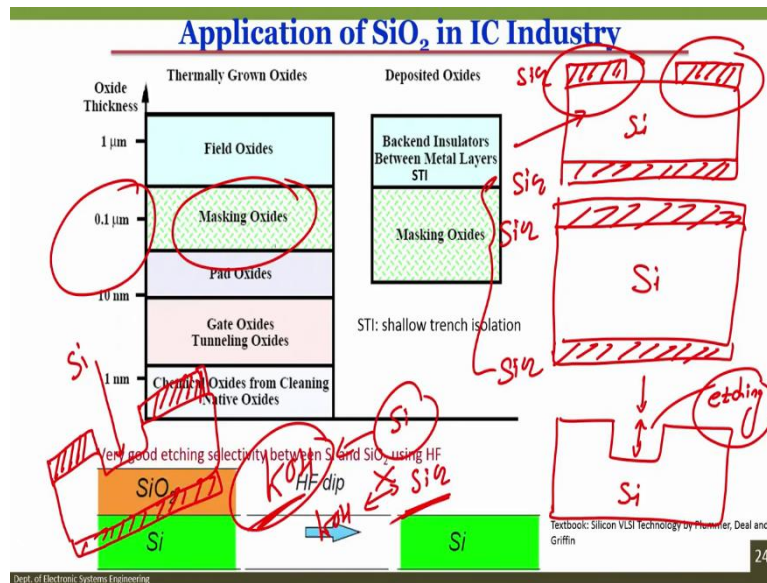 Application of SiO2 in IC Industry
Thermally Grown Oxides
Deposited Oxides
Oxide
Thickness
1 μm
0.1 μm
10 nm
1 nm
Field Oxides
Masking Oxides
Pad Oxides
Gate Oxides
Tunneling Oxides
Chemical Oxides from Cleaning
Native Oxides
Backend Insulators
Between Metal Layers
STI
Masking Oxides
STI: shallow trench isolation
Very good etching selectivity between Si and SiO2 using HF
SiO2
Si
HF dip
Si
Textbook: Silicon VLSI Technology by Plummer, Deal and
Griffin
24
Dept. of Electronic Systems Engineering
SiO2
Si
SiO2
SiO2
Si
SiO2
etching
Si
Si
Si
KOH
KOH
SiO2